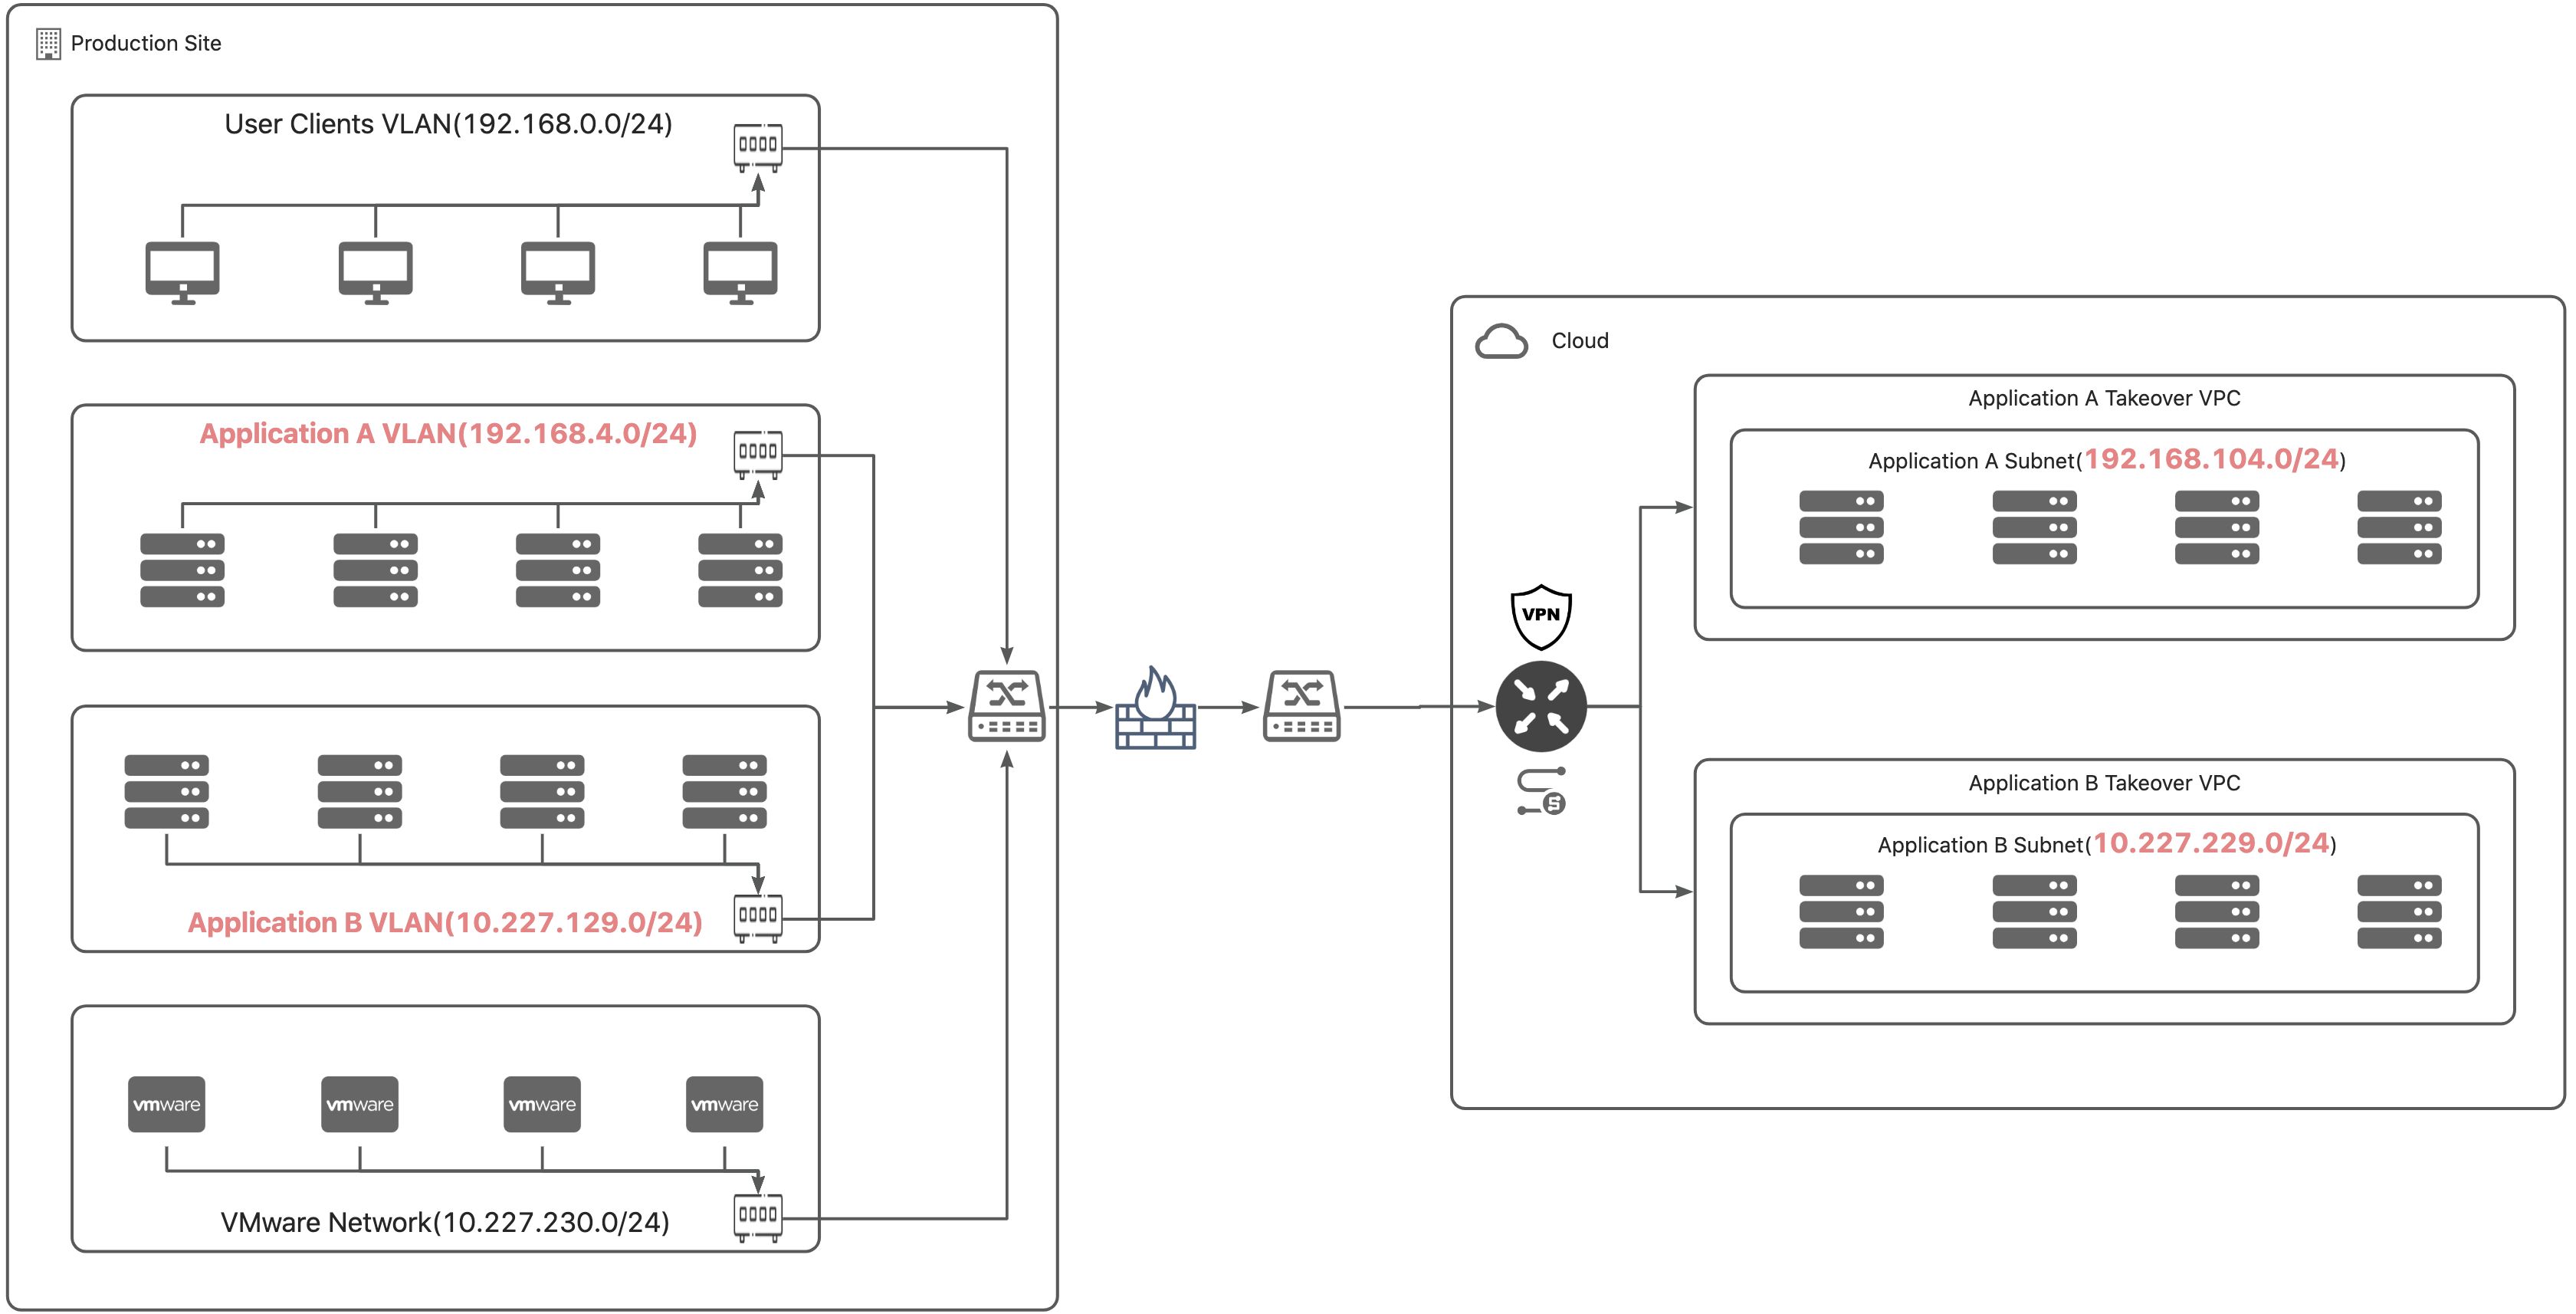 Production Site
User Clients VLAN(192.168.0.0/24)
Application A VLAN(192.168.4.0/24)
Application B VLAN(10.227.129.0/24)
vmware
vmware
vmware
vmware
VMware Network(10.227.230.0/24)
Cloud
VPN
S
Application A Takeover VPC
Application A Subnet(192.168.104.0/24)
Application B Takeover VPC
Application B Subnet(10.227.229.0/24)